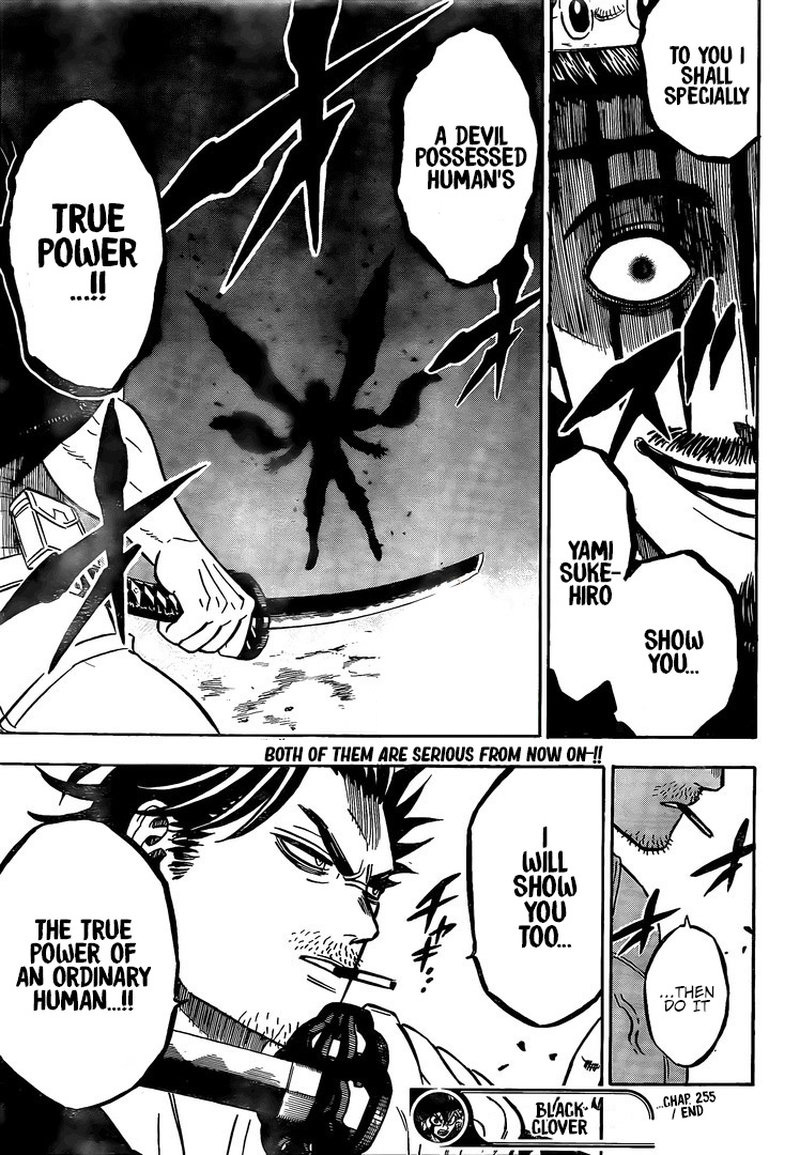 TO YOU I
SHALL
SPECIALLY
YAMI
SUKE-
HIRO
SHOW
YOU...
A DEVIL
POSSESSED
HUMAN'S
TRUE
POWER
...!!
BOTH OF THEM ARE SERIOUS FROM NOW ON !!
...THEN
DO IT
I
WILL
SHOW
YOU
TOO...
THE TRUE
POWER OF
AN ORDINARY
HUMAN...!!
BLACK
CLOVER
...CHAP. 255
/ END